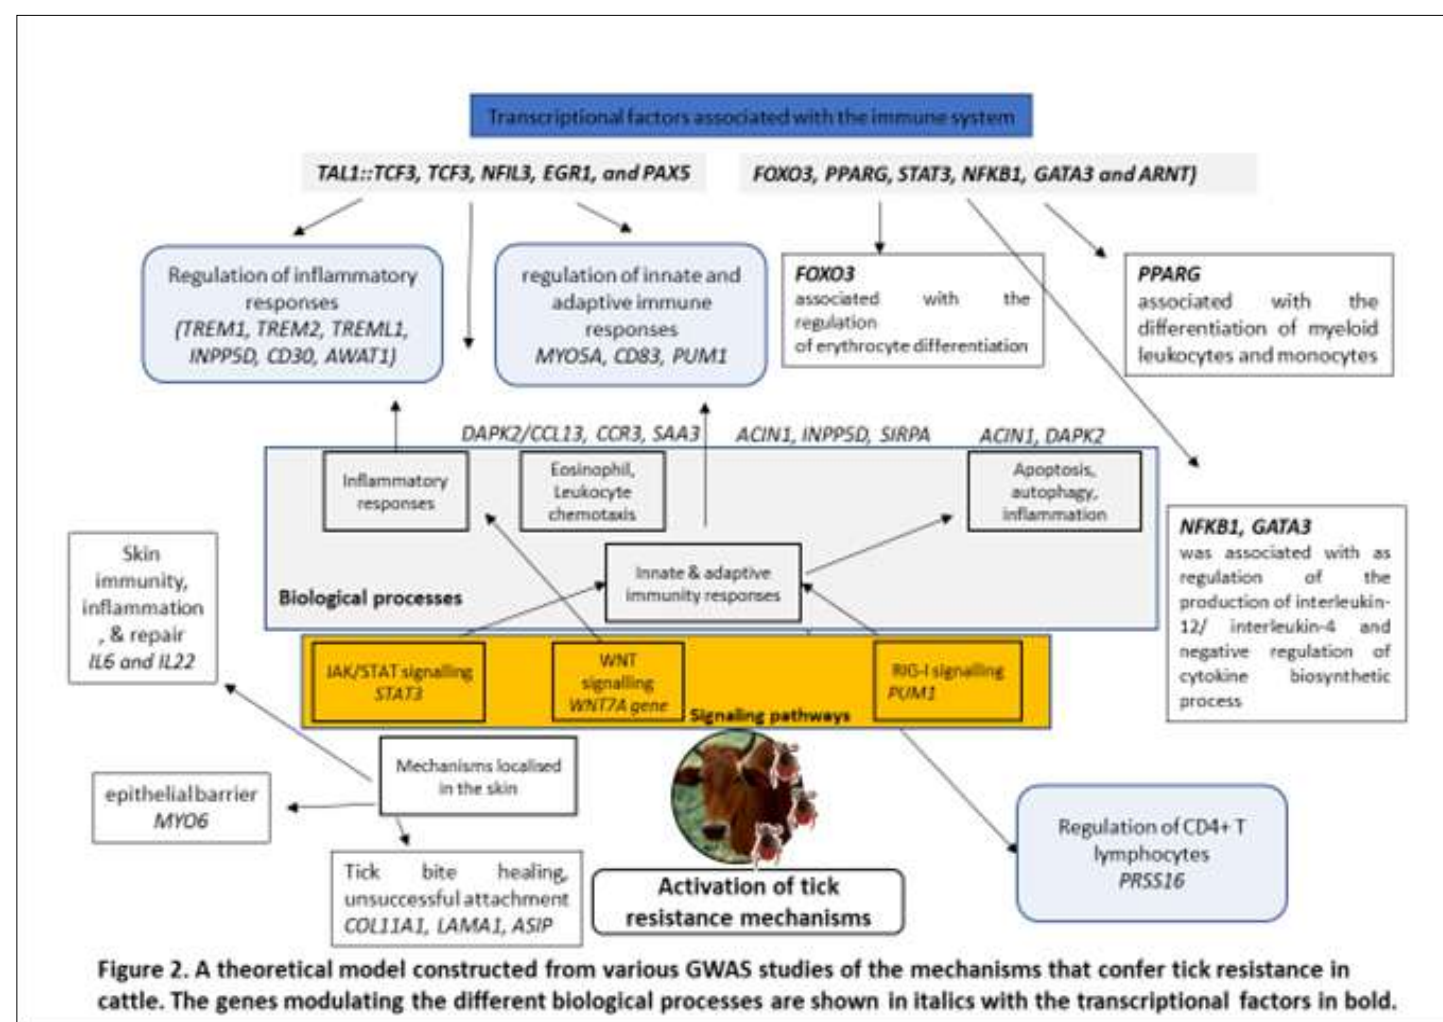 Transcriptional factors associated with the immune system
TAL1::TCF3, TCF3, NFIL3, EGR1, and PAX5
FOXO3, PPARG, STAT3, NFKB1, GATA3 and ARNT)
Regulation of inflammatory
responses
(TREM1, TREM2, TREML1,
INPP5D, CD30, AWAT1)
regulation of innate and
adaptive immune
responses
MYO5A, CD83, PUM1
FOXO3
associated with the
regulation
of erythrocyte differentiation
PPARG
associated with the
differentiation of myeloid
leukocytes and monocytes
DAPK2/CCL13, CCR3, SAA3
ACIN1, INPP5D, SIRPA
ACIN1, DAPK2
Inflammatory
responses
Eosinophil,
Leukocyte
chemotaxis
Apoptosis,
autophagy,
inflammation
Innate & adaptive
immunity responses
Biological processes
NFKB1, GATA3
was associated with as
regulation of the
production of interleukin-
12/ interleukin-4 and
negative regulation of
cytokine biosynthetic
process
Skin
immunity,
inflammation
, & repair
IL6 and IL22
JAK/STAT signalling
STAT3
WNT
signalling
WNT7A gene
RIG-I signalling
PUM1
Signaling pathways
Mechanisms localised
in the skin
epithelial barrier
MYO6
Tick bite healing,
unsuccessful attachment
COL11A1, LAMA1, ASIP
Activation of tick
resistance mechanisms
Regulation of CD4+ T
lymphocytes
PRSS16
Figure 2. A theoretical model constructed from various GWAS studies of the mechanisms that confer tick resistance in
cattle. The genes modulating the different biological processes are shown in italics with the transcriptional factors in bold.